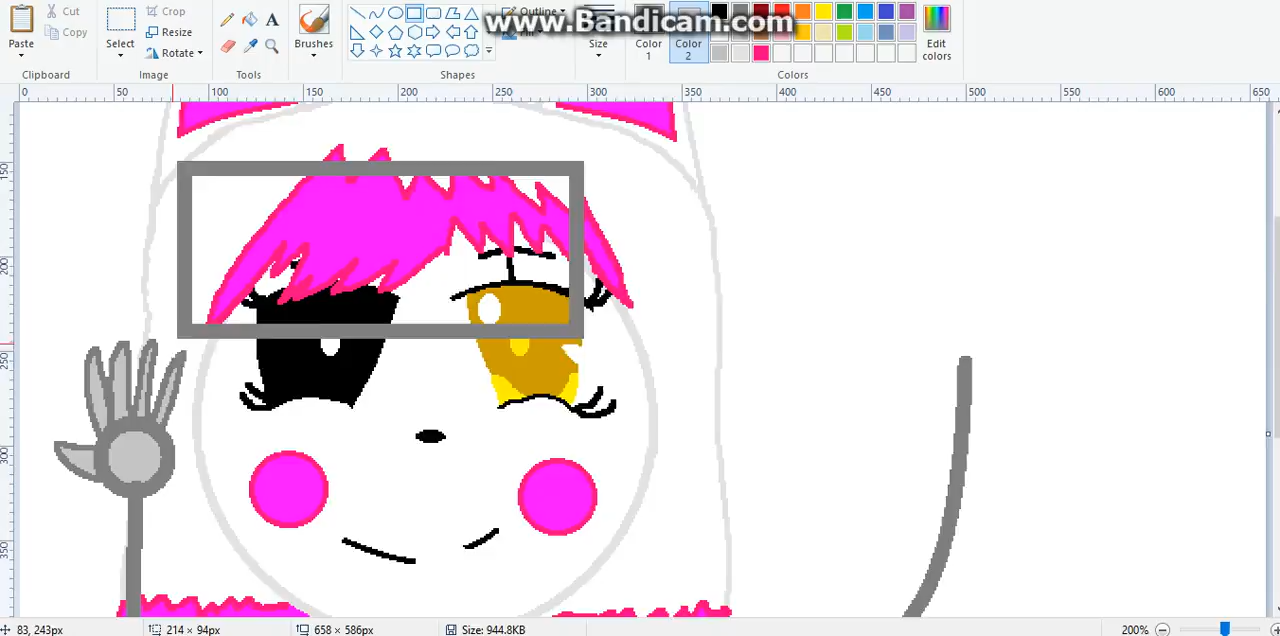 www.Bandicam.com
Cut
Crop
Outline
Copy
Resize
Fill
Paste
Select
Rotate
Brushes
Size
Color 1
Color 2
Edit colors
Clipboard
Image
Tools
Shapes
Colors
0 50 100 150 200 250 300 350 400 450 500 550 600 650
150
200
250
300
350
83, 243px
214 × 94px
658 × 586px
Size: 944.8KB
200%